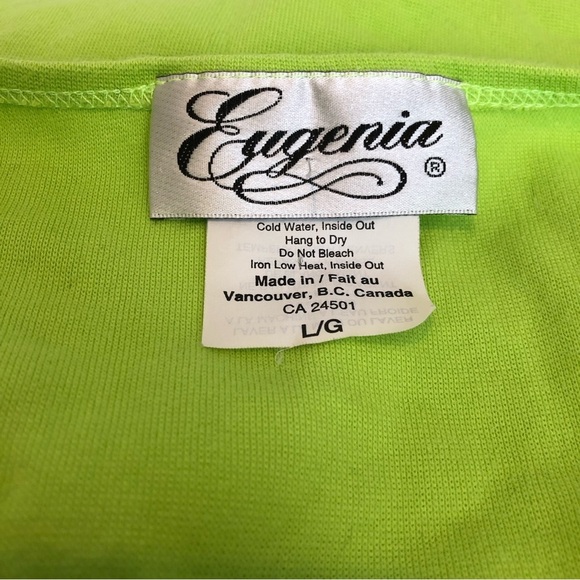 Eugenia ®
Cold Water, Inside Out
Hang to Dry
Do Not Bleach
Iron Low Heat, Inside Out
Made in / Fait au
Vancouver, B.C. Canada
CA 24501
L/G